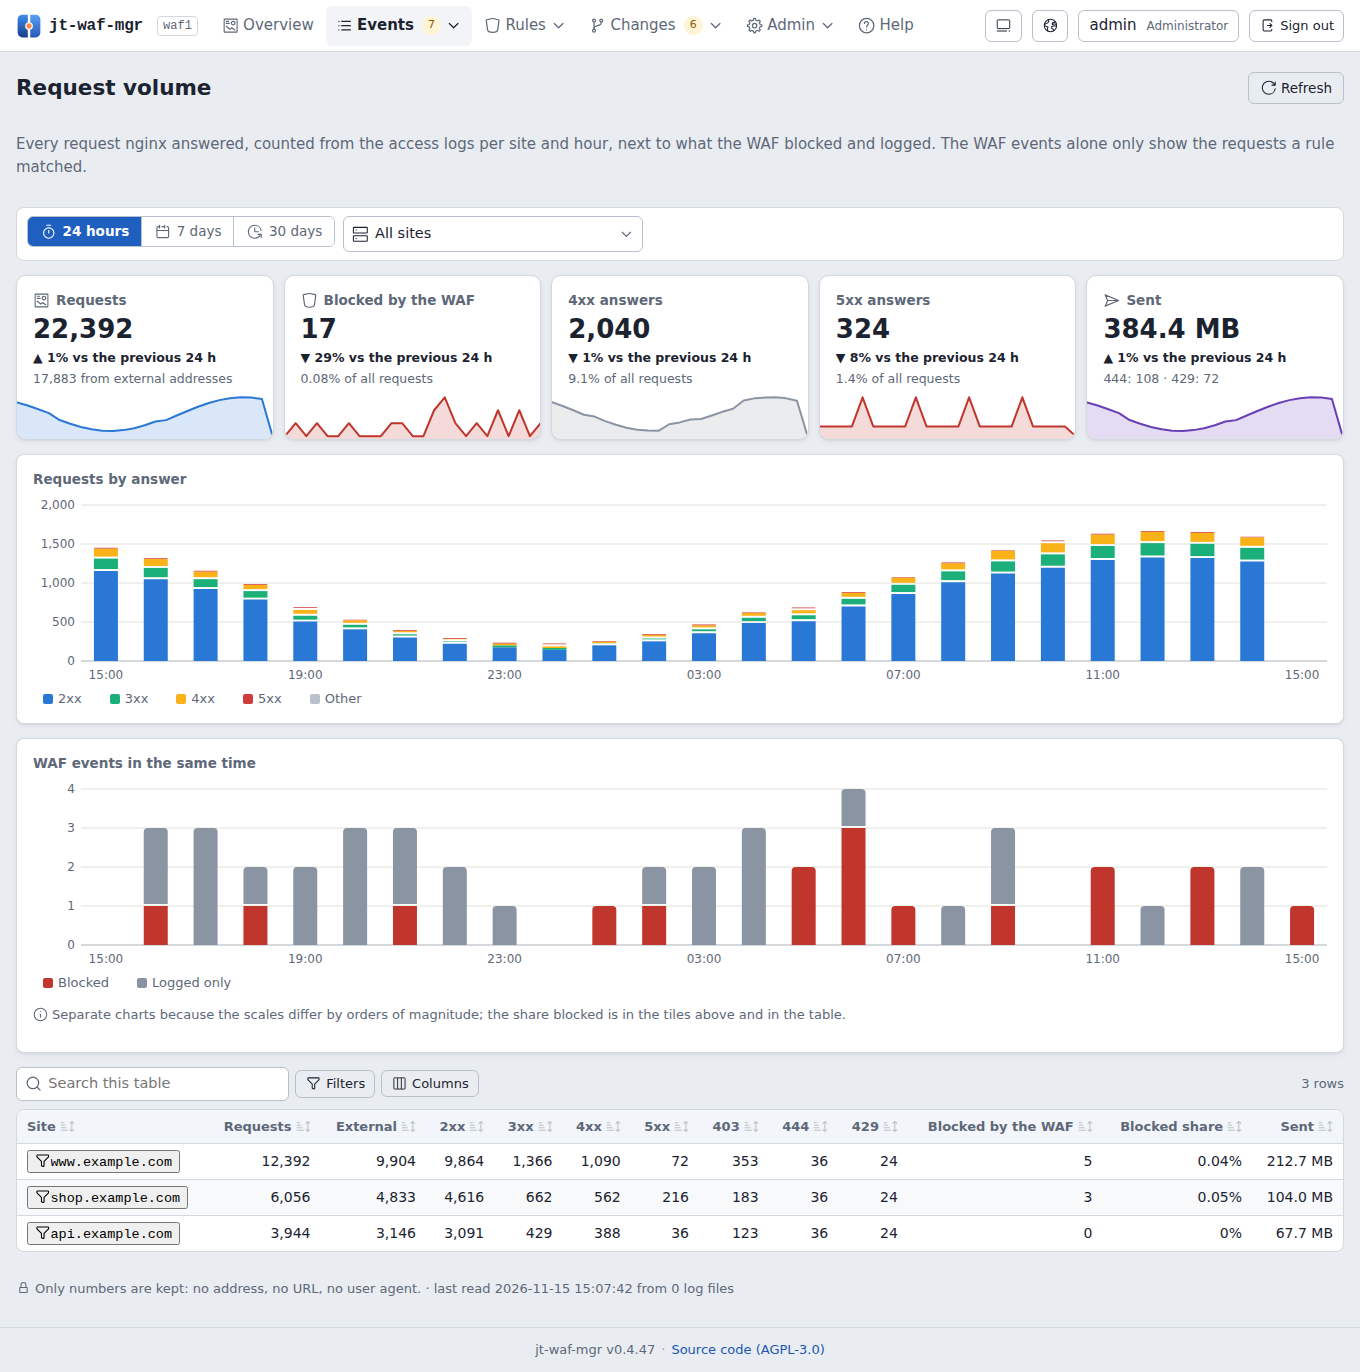 jt-waf-mgr waf1 Overview Events 7 Rules Changes 6 Admin Help admin Administrator Sign out
Request volume
Refresh
Every request nginx answered, counted from the access logs per site and hour, next to what the WAF blocked and logged. The WAF events alone only show the requests a rule
matched.
24 hours 7 days 30 days All sites
Requests
22,392
▲ 1% vs the previous 24 h
17,883 from external addresses
Blocked by the WAF
17
▼ 29% vs the previous 24 h
0.08% of all requests
4xx answers
2,040
▼ 1% vs the previous 24 h
9.1% of all requests
5xx answers
324
▼ 8% vs the previous 24 h
1.4% of all requests
Sent
384.4 MB
▲ 1% vs the previous 24 h
444: 108 · 429: 72
Requests by answer
2,000
1,500
1,000
500
0
15:00 19:00 23:00 03:00 07:00 11:00 15:00
2xx 3xx 4xx 5xx Other
WAF events in the same time
4
3
2
1
0
15:00 19:00 23:00 03:00 07:00 11:00 15:00
Blocked Logged only
Separate charts because the scales differ by orders of magnitude; the share blocked is in the tiles above and in the table.
Search this table Filters Columns 3 rows
Site Requests External 2xx 3xx 4xx 5xx 403 444 429 Blocked by the WAF Blocked share Sent
www.example.com 12,392 9,904 9,864 1,366 1,090 72 353 36 24 5 0.04% 212.7 MB
shop.example.com 6,056 4,833 4,616 662 562 216 183 36 24 3 0.05% 104.0 MB
api.example.com 3,944 3,146 3,091 429 388 36 123 36 24 0 0% 67.7 MB
Only numbers are kept: no address, no URL, no user agent. · last read 2026-11-15 15:07:42 from 0 log files
jt-waf-mgr v0.4.47 · Source code (AGPL-3.0)